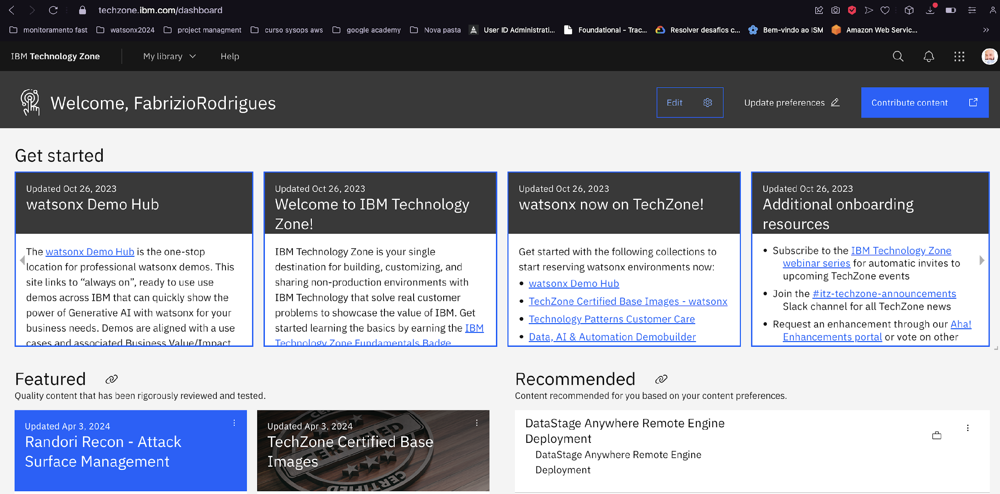 techzone.ibm.com/dashboard
monitoramento fast watsonx2024 project managment curso sysops aws google academy Nova pasta User ID Administrati... Foundational - Trac... Resolver desafios c... Bem-vindo ao ISM Amazon Web Servic...
IBM Technology Zone My library Help
Welcome, FabrizioRodrigues
Edit Update preferences Contribute content
Get started
Updated Oct 26, 2023
watsonx Demo Hub
The watsonx Demo Hub is the one-stop
location for professional watsonx demos. This
site links to “always on”, ready to use use
demos across IBM that can quickly show the
power of Generative AI with watsonx for your
business needs. Demos are aligned with a use
cases and associated Business Value/Impact
Updated Oct 26, 2023
Welcome to IBM Technology
Zone!
IBM Technology Zone is your single
destination for building, customizing, and
sharing non-production environments with
IBM Technology that solve real customer
problems to showcase the value of IBM. Get
started learning the basics by earning the IBM
Technology Zone Fundamentals Badge
Updated Oct 26, 2023
watsonx now on TechZone!
Get started with the following collections to
start reserving watsonx environments now:
• watsonx Demo Hub
• TechZone Certified Base Images - watsonx
• Technology Patterns Customer Care
• Data, AI & Automation Demobuilder
Updated Oct 26, 2023
Additional onboarding
resources
• Subscribe to the IBM Technology Zone
webinar series for automatic invites to
upcoming TechZone events
• Join the #itz-techzone-announcements
Slack channel for all TechZone news
• Request an enhancement through our Aha!
Enhancements portal or vote on other
Featured
Quality content that has been rigorously reviewed and tested.
Updated Apr 3, 2024
Randori Recon - Attack
Surface Management
Updated Apr 3, 2024
TechZone Certified Base
Images
CERTIFIED
CERTIFIED
Recommended
Content recommended for you based on your content preferences.
DataStage Anywhere Remote Engine
Deployment
DataStage Anywhere Remote Engine
Deployment